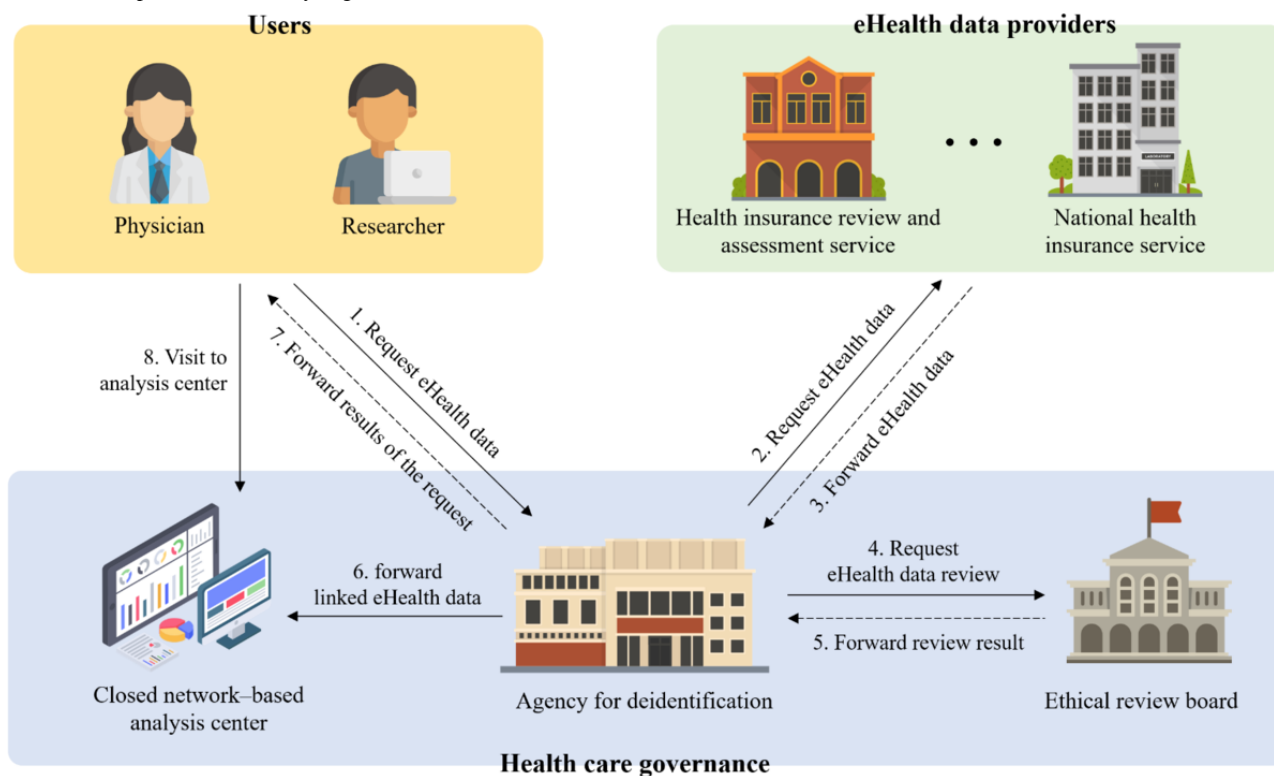 Users
eHealth data providers
LABORATORY
Physician
Researcher
Health insurance review and
assessment service
National health
insurance service
1. Request eHealth data
7. Forward results of the request
8. Visit to
analysis center
2. Request eHealth data
3. Forward eHealth data
4. Request
eHealth data review
5. Forward review result
6. forward
linked eHealth data
Closed network–based
analysis center
Agency for deidentification
Ethical review board
Health care governance